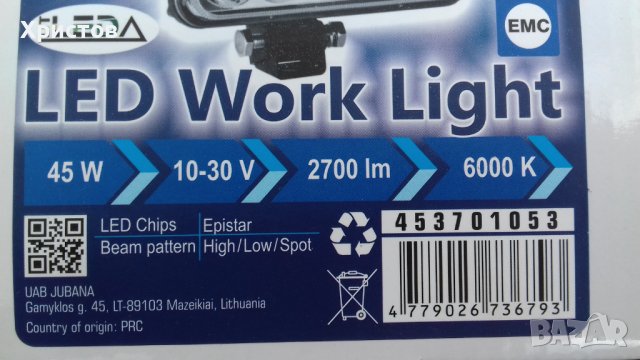 Христов
ELEDA
EMC
LED Work Light
45 W 10-30 V 2700 lm 6000 K
LED Chips Epistar
Beam pattern High/Low/Spot
453701053
UAB JUBANA
Gamyklos g. 45, LT-89103 Mazeikiai, Lithuania
Country of origin: PRC
4 779026 736793
BAZAR